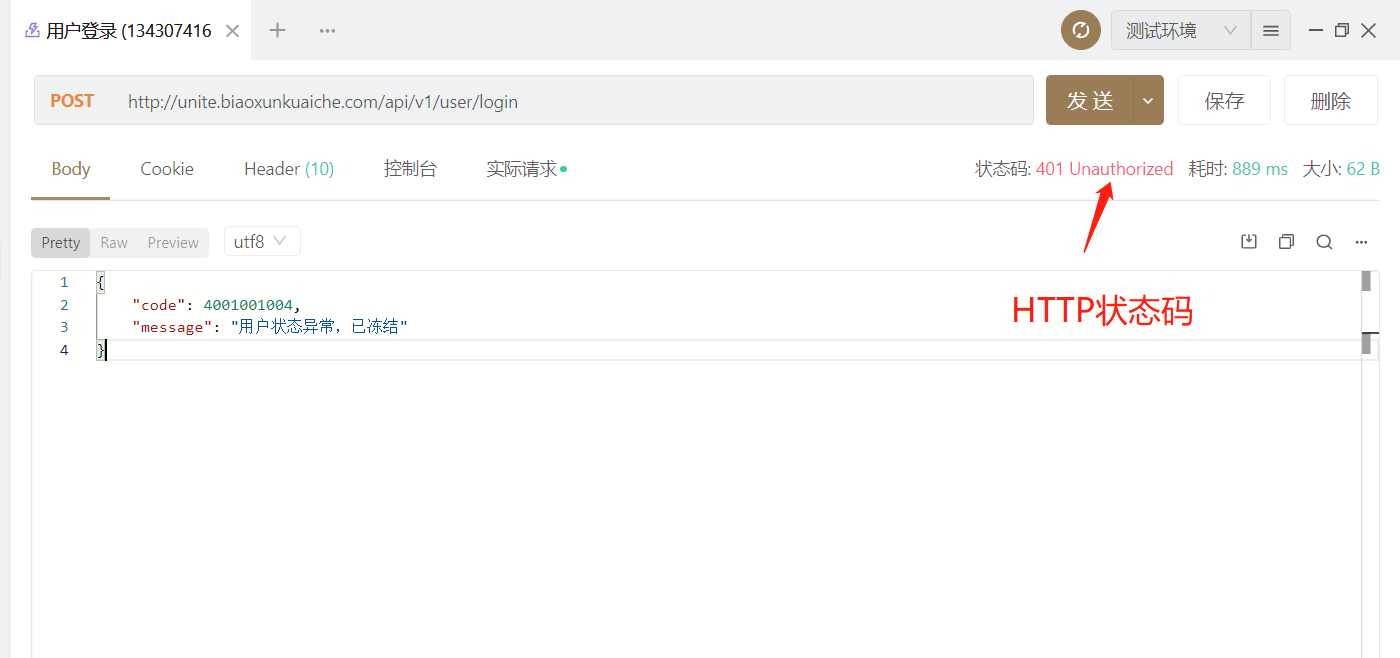 用户登录 (134307416
测试环境
POST http://unite.biaoxunkuaiche.com/api/v1/user/login 发 送 保存 删除
Body Cookie Header (10) 控制台 实际请求 状态码: 401 Unauthorized 耗时: 889 ms 大小: 62 B
Pretty Raw Preview utf8
1 {
2 "code": 4001001004,
3 "message": "用户状态异常，已冻结"
4 }
HTTP状态码